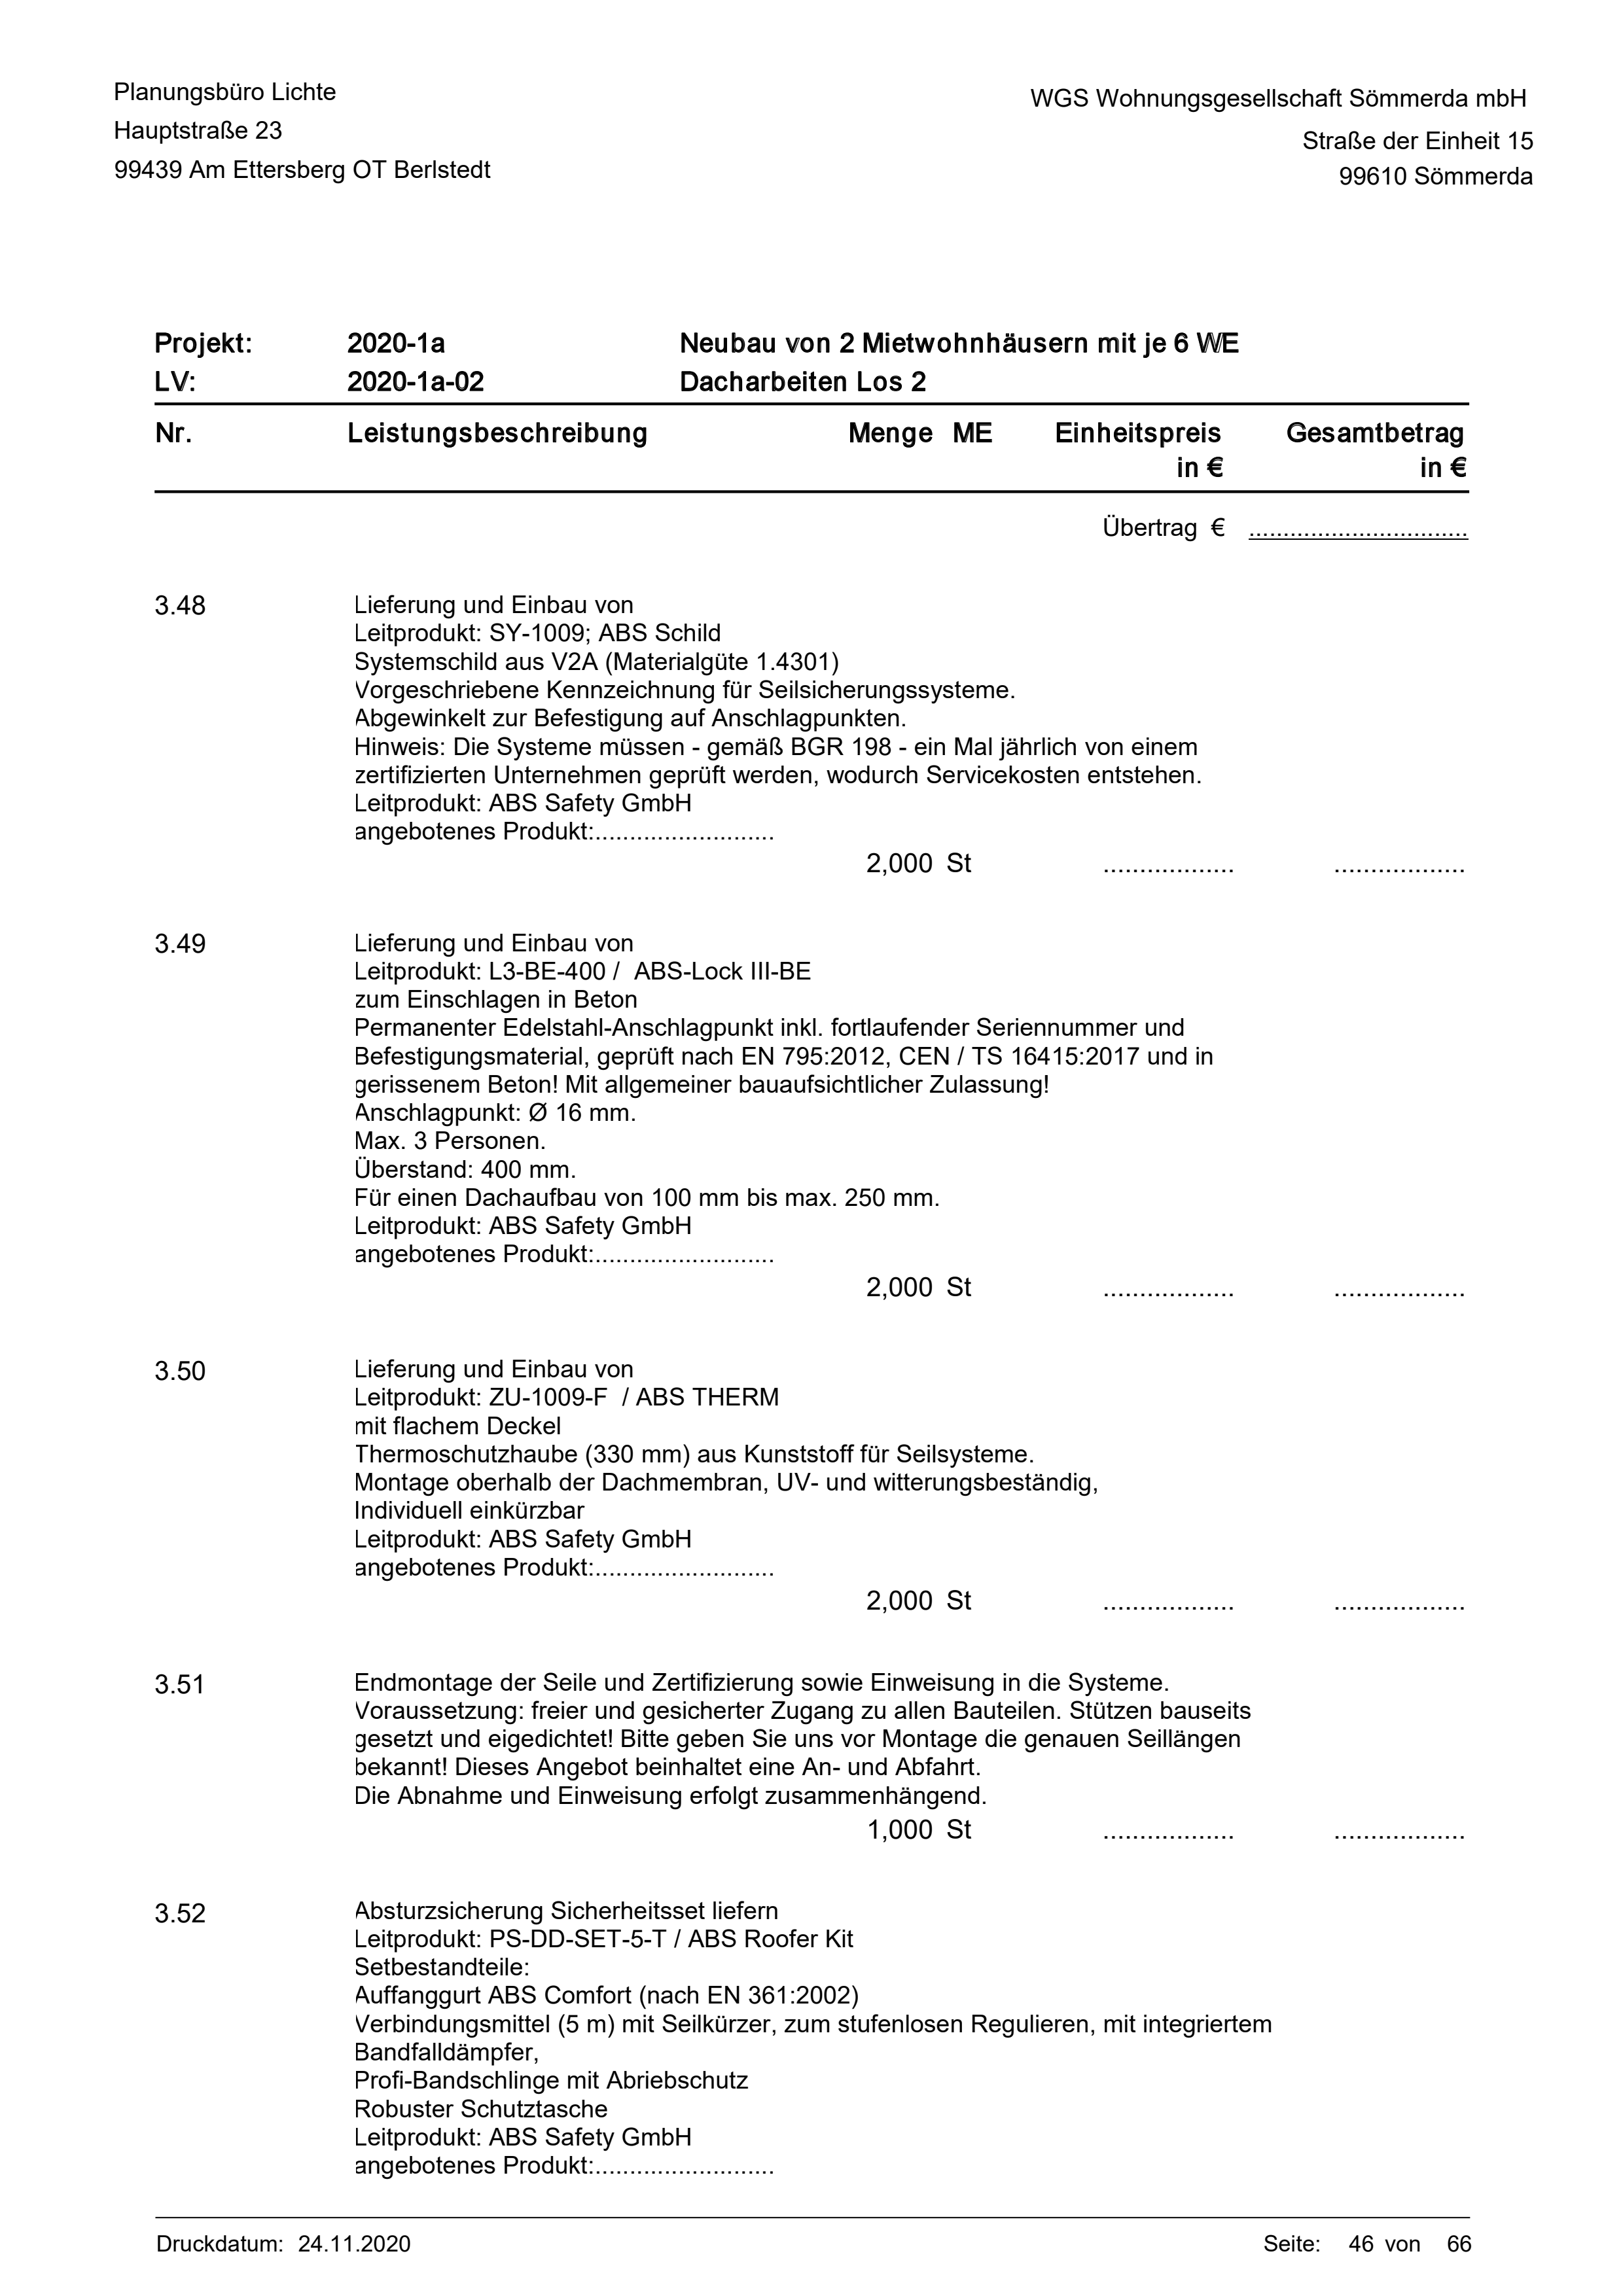 Planungsbüro Lichte
Hauptstraße 23
99439 Am Ettersberg OT Berlstedt
WGS Wohnungsgesellschaft Sömmerda mbH
Straße der Einheit 15
99610 Sömmerda
Projekt: 2020-1a Neubau von 2 Mietwohnhäusern mit je 6 WE
LV: 2020-1a-02 Dacharbeiten Los 2
Nr. Leistungsbeschreibung Menge ME Einheitspreis Gesamtbetrag
in € in €
Übertrag € ................................
3.48 Lieferung und Einbau von
Leitprodukt: SY-1009; ABS Schild
Systemschild aus V2A (Materialgüte 1.4301)
Vorgeschriebene Kennzeichnung für Seilsicherungssysteme.
Abgewinkelt zur Befestigung auf Anschlagpunkten.
Hinweis: Die Systeme müssen - gemäß BGR 198 - ein Mal jährlich von einem
zertifizierten Unternehmen geprüft werden, wodurch Servicekosten entstehen.
Leitprodukt: ABS Safety GmbH
angebotenes Produkt:..........................
2,000 St .................. ..................
3.49 Lieferung und Einbau von
Leitprodukt: L3-BE-400 / ABS-Lock III-BE
zum Einschlagen in Beton
Permanenter Edelstahl-Anschlagpunkt inkl. fortlaufender Seriennummer und
Befestigungsmaterial, geprüft nach EN 795:2012, CEN / TS 16415:2017 und in
gerissenem Beton! Mit allgemeiner bauaufsichtlicher Zulassung!
Anschlagpunkt: Ø 16 mm.
Max. 3 Personen.
Überstand: 400 mm.
Für einen Dachaufbau von 100 mm bis max. 250 mm.
Leitprodukt: ABS Safety GmbH
angebotenes Produkt:..........................
2,000 St .................. ..................
3.50 Lieferung und Einbau von
Leitprodukt: ZU-1009-F / ABS THERM
mit flachem Deckel
Thermoschutzhaube (330 mm) aus Kunststoff für Seilsysteme.
Montage oberhalb der Dachmembran, UV- und witterungsbeständig,
Individuell einkürzbar
Leitprodukt: ABS Safety GmbH
angebotenes Produkt:..........................
2,000 St .................. ..................
3.51 Endmontage der Seile und Zertifizierung sowie Einweisung in die Systeme.
Voraussetzung: freier und gesicherter Zugang zu allen Bauteilen. Stützen bauseits
gesetzt und eigedichtet! Bitte geben Sie uns vor Montage die genauen Seillängen
bekannt! Dieses Angebot beinhaltet eine An- und Abfahrt.
Die Abnahme und Einweisung erfolgt zusammenhängend.
1,000 St .................. ..................
3.52 Absturzsicherung Sicherheitsset liefern
Leitprodukt: PS-DD-SET-5-T / ABS Roofer Kit
Setbestandteile:
Auffanggurt ABS Comfort (nach EN 361:2002)
Verbindungsmittel (5 m) mit Seilkürzer, zum stufenlosen Regulieren, mit integriertem
Bandfalldämpfer,
Profi-Bandschlinge mit Abriebschutz
Robuster Schutztasche
Leitprodukt: ABS Safety GmbH
angebotenes Produkt:..........................
Druckdatum: 24.11.2020 Seite: 46 von 66